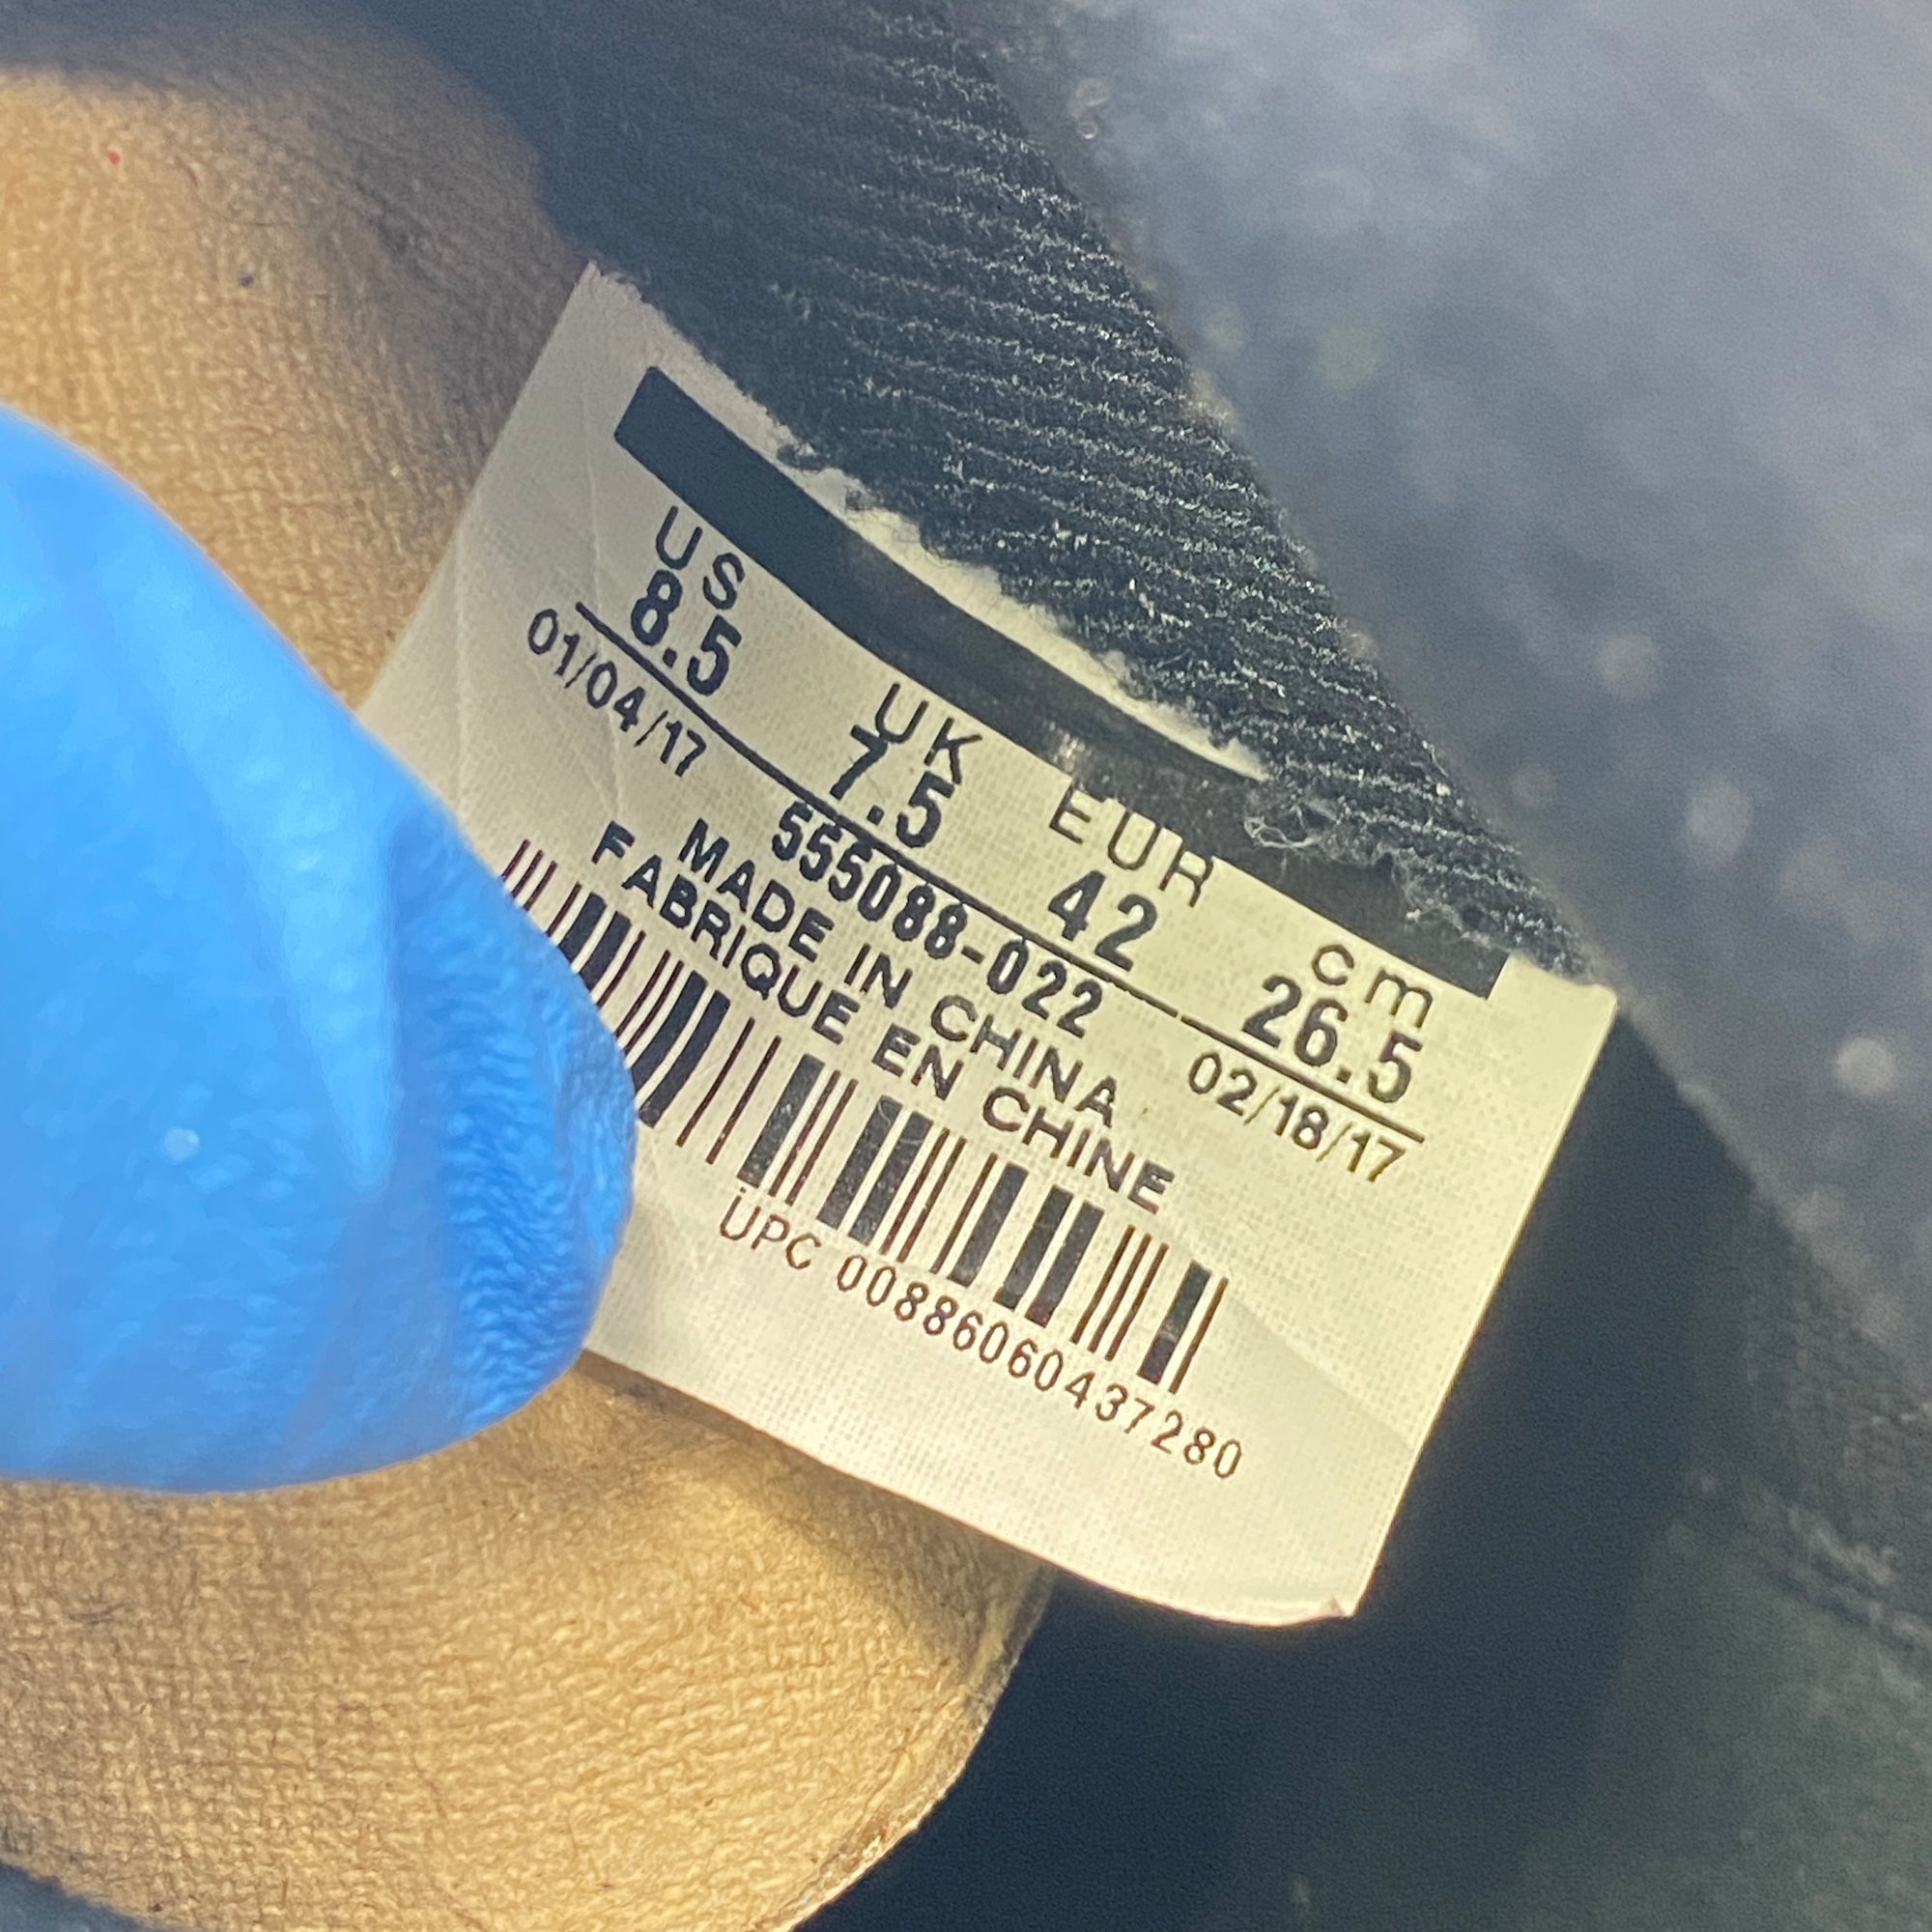 US UK EUR cm
8.5 7.5 42 26.5
01/04/17 555088-022 02/18/17
MADE IN CHINA
FABRIQUE EN CHINE
UPC 00886060437280